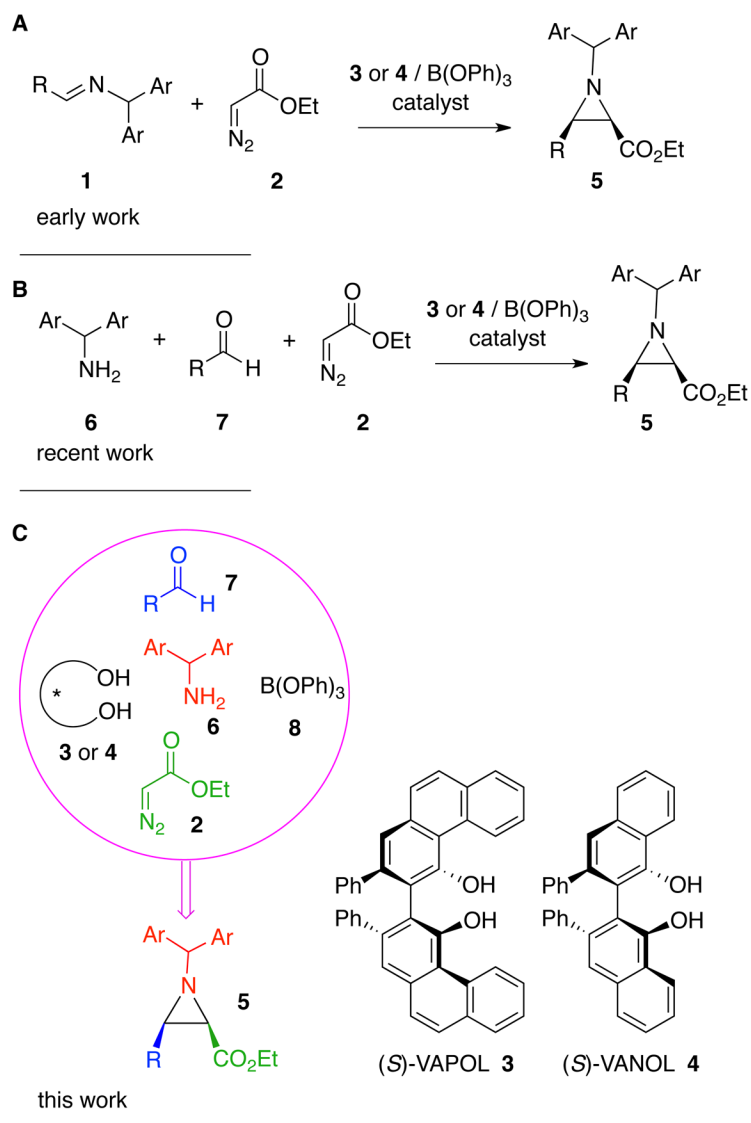 A
R N Ar
Ar
1
+
O
OEt
N2
2
3 or 4 / B(OPh)3
catalyst
Ar Ar
N
R CO2Et
5
early work
B
Ar Ar
NH2
6
+
O
R H
7
+
O
OEt
N2
2
3 or 4 / B(OPh)3
catalyst
Ar Ar
N
R CO2Et
5
recent work
C
O
R H
7
Ar Ar
NH2
6
*
OH
OH
3 or 4
B(OPh)3
8
O
OEt
N2
2
Ar Ar
N
R CO2Et
5
this work
Ph
OH
Ph
OH
(S)-VAPOL 3
Ph
OH
Ph
OH
(S)-VANOL 4